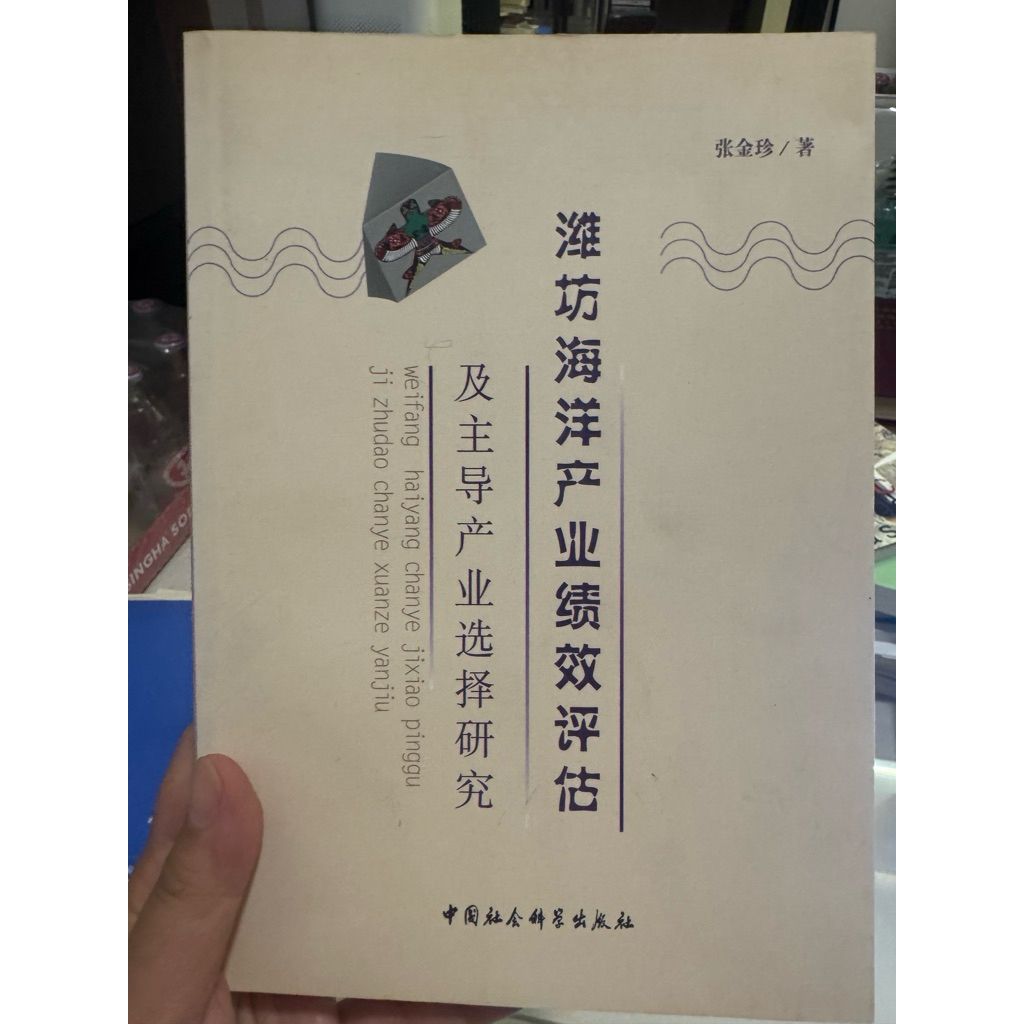 张金珍 / 著
潍坊海洋产业绩效评估
及主导产业选择研究
weifang haiyang chanye jixiao pinggu
ji zhudao chanye xuanze yanjiu
中国社会科学出版社
SINGHA SO